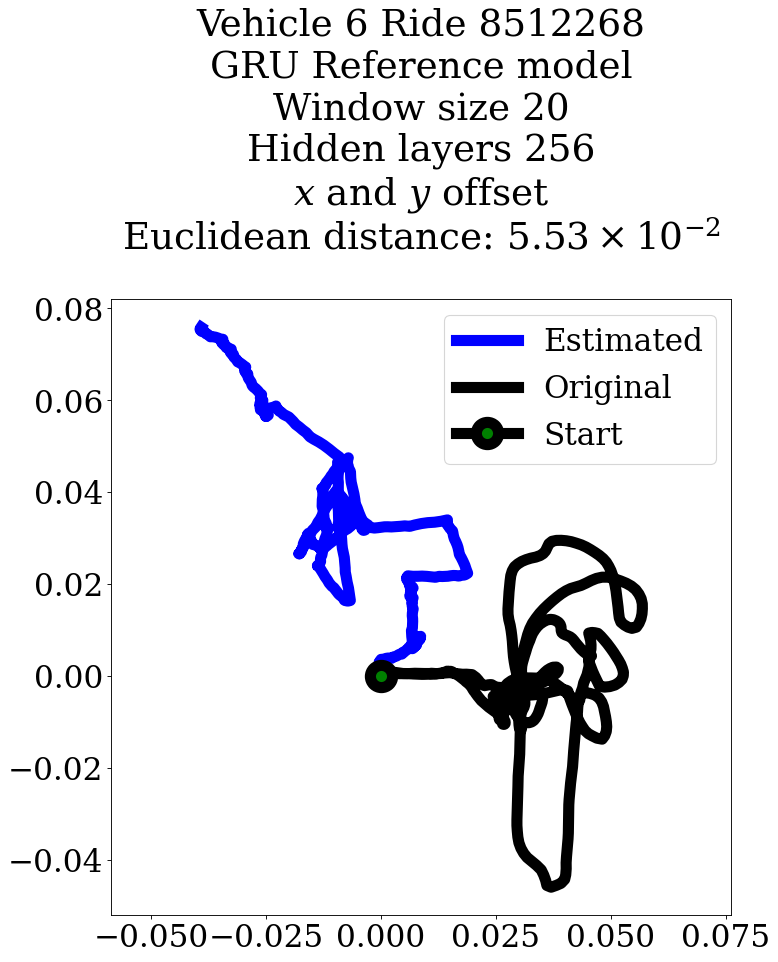 Vehicle 6 Ride 8512268
GRU Reference model
Window size 20
Hidden layers 256
x and y offset
Euclidean distance: 5.53 × 10⁻²
Estimated
Original
Start
0.08
0.06
0.04
0.02
0.00
−0.02
−0.04
−0.050 −0.025 0.000 0.025 0.050 0.075